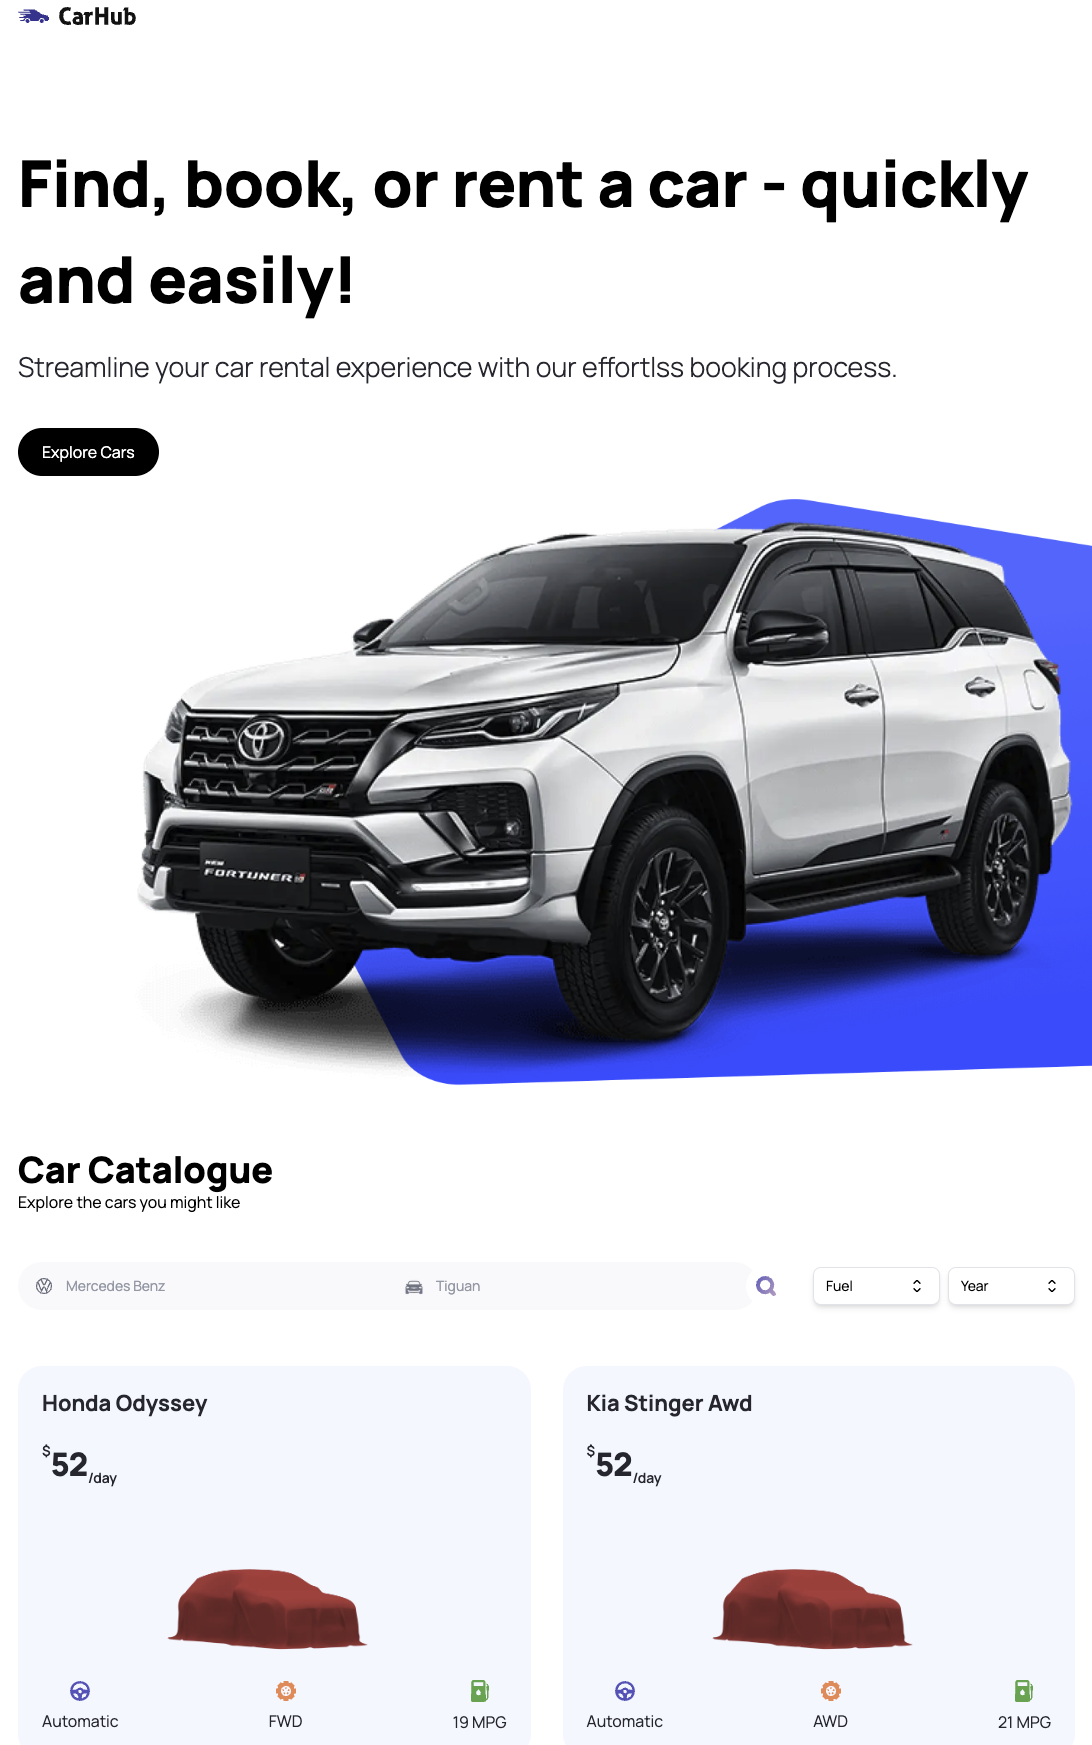 CarHub
Find, book, or rent a car - quickly
and easily!
Streamline your car rental experience with our effortlss booking process.
Explore Cars
NEW
FORTUNER GR
Car Catalogue
Explore the cars you might like
Mercedes Benz Tiguan Fuel Year
Honda Odyssey
$52/day
Automatic FWD 19 MPG
Kia Stinger Awd
$52/day
Automatic AWD 21 MPG